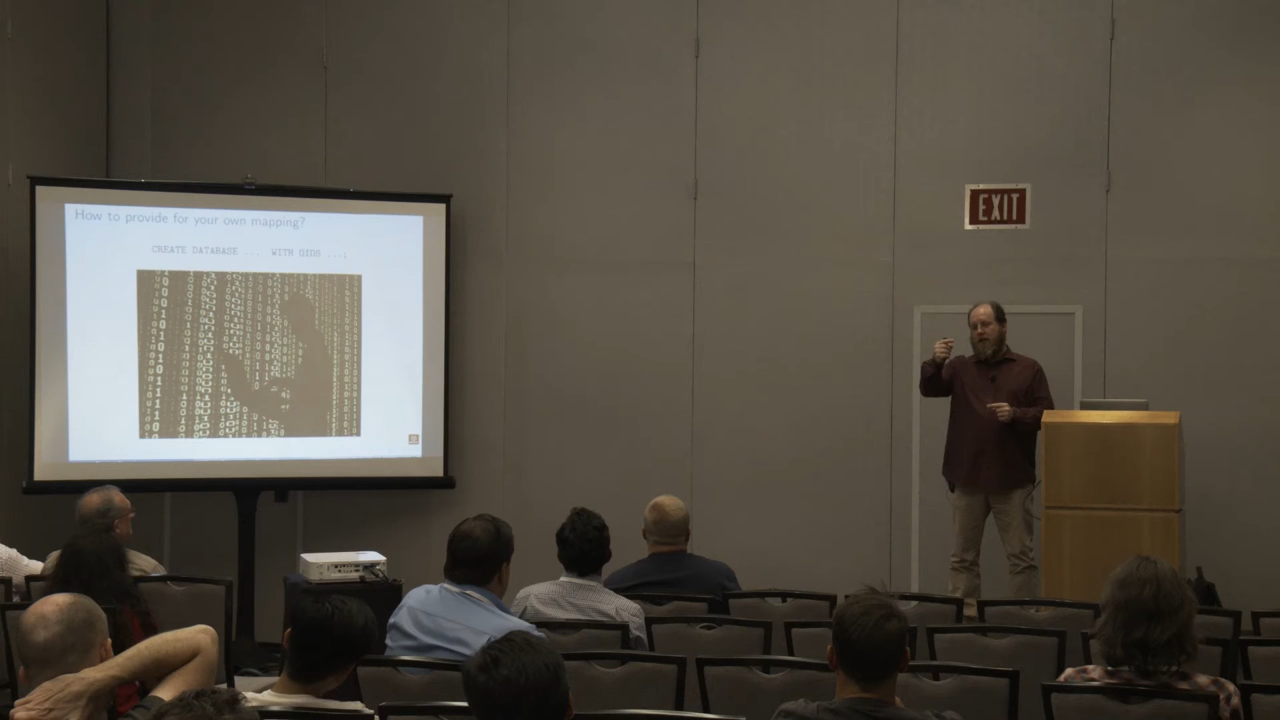 How to provide for your own mapping?
CREATE DATABASE ... WITH GIDS ...;
EXIT